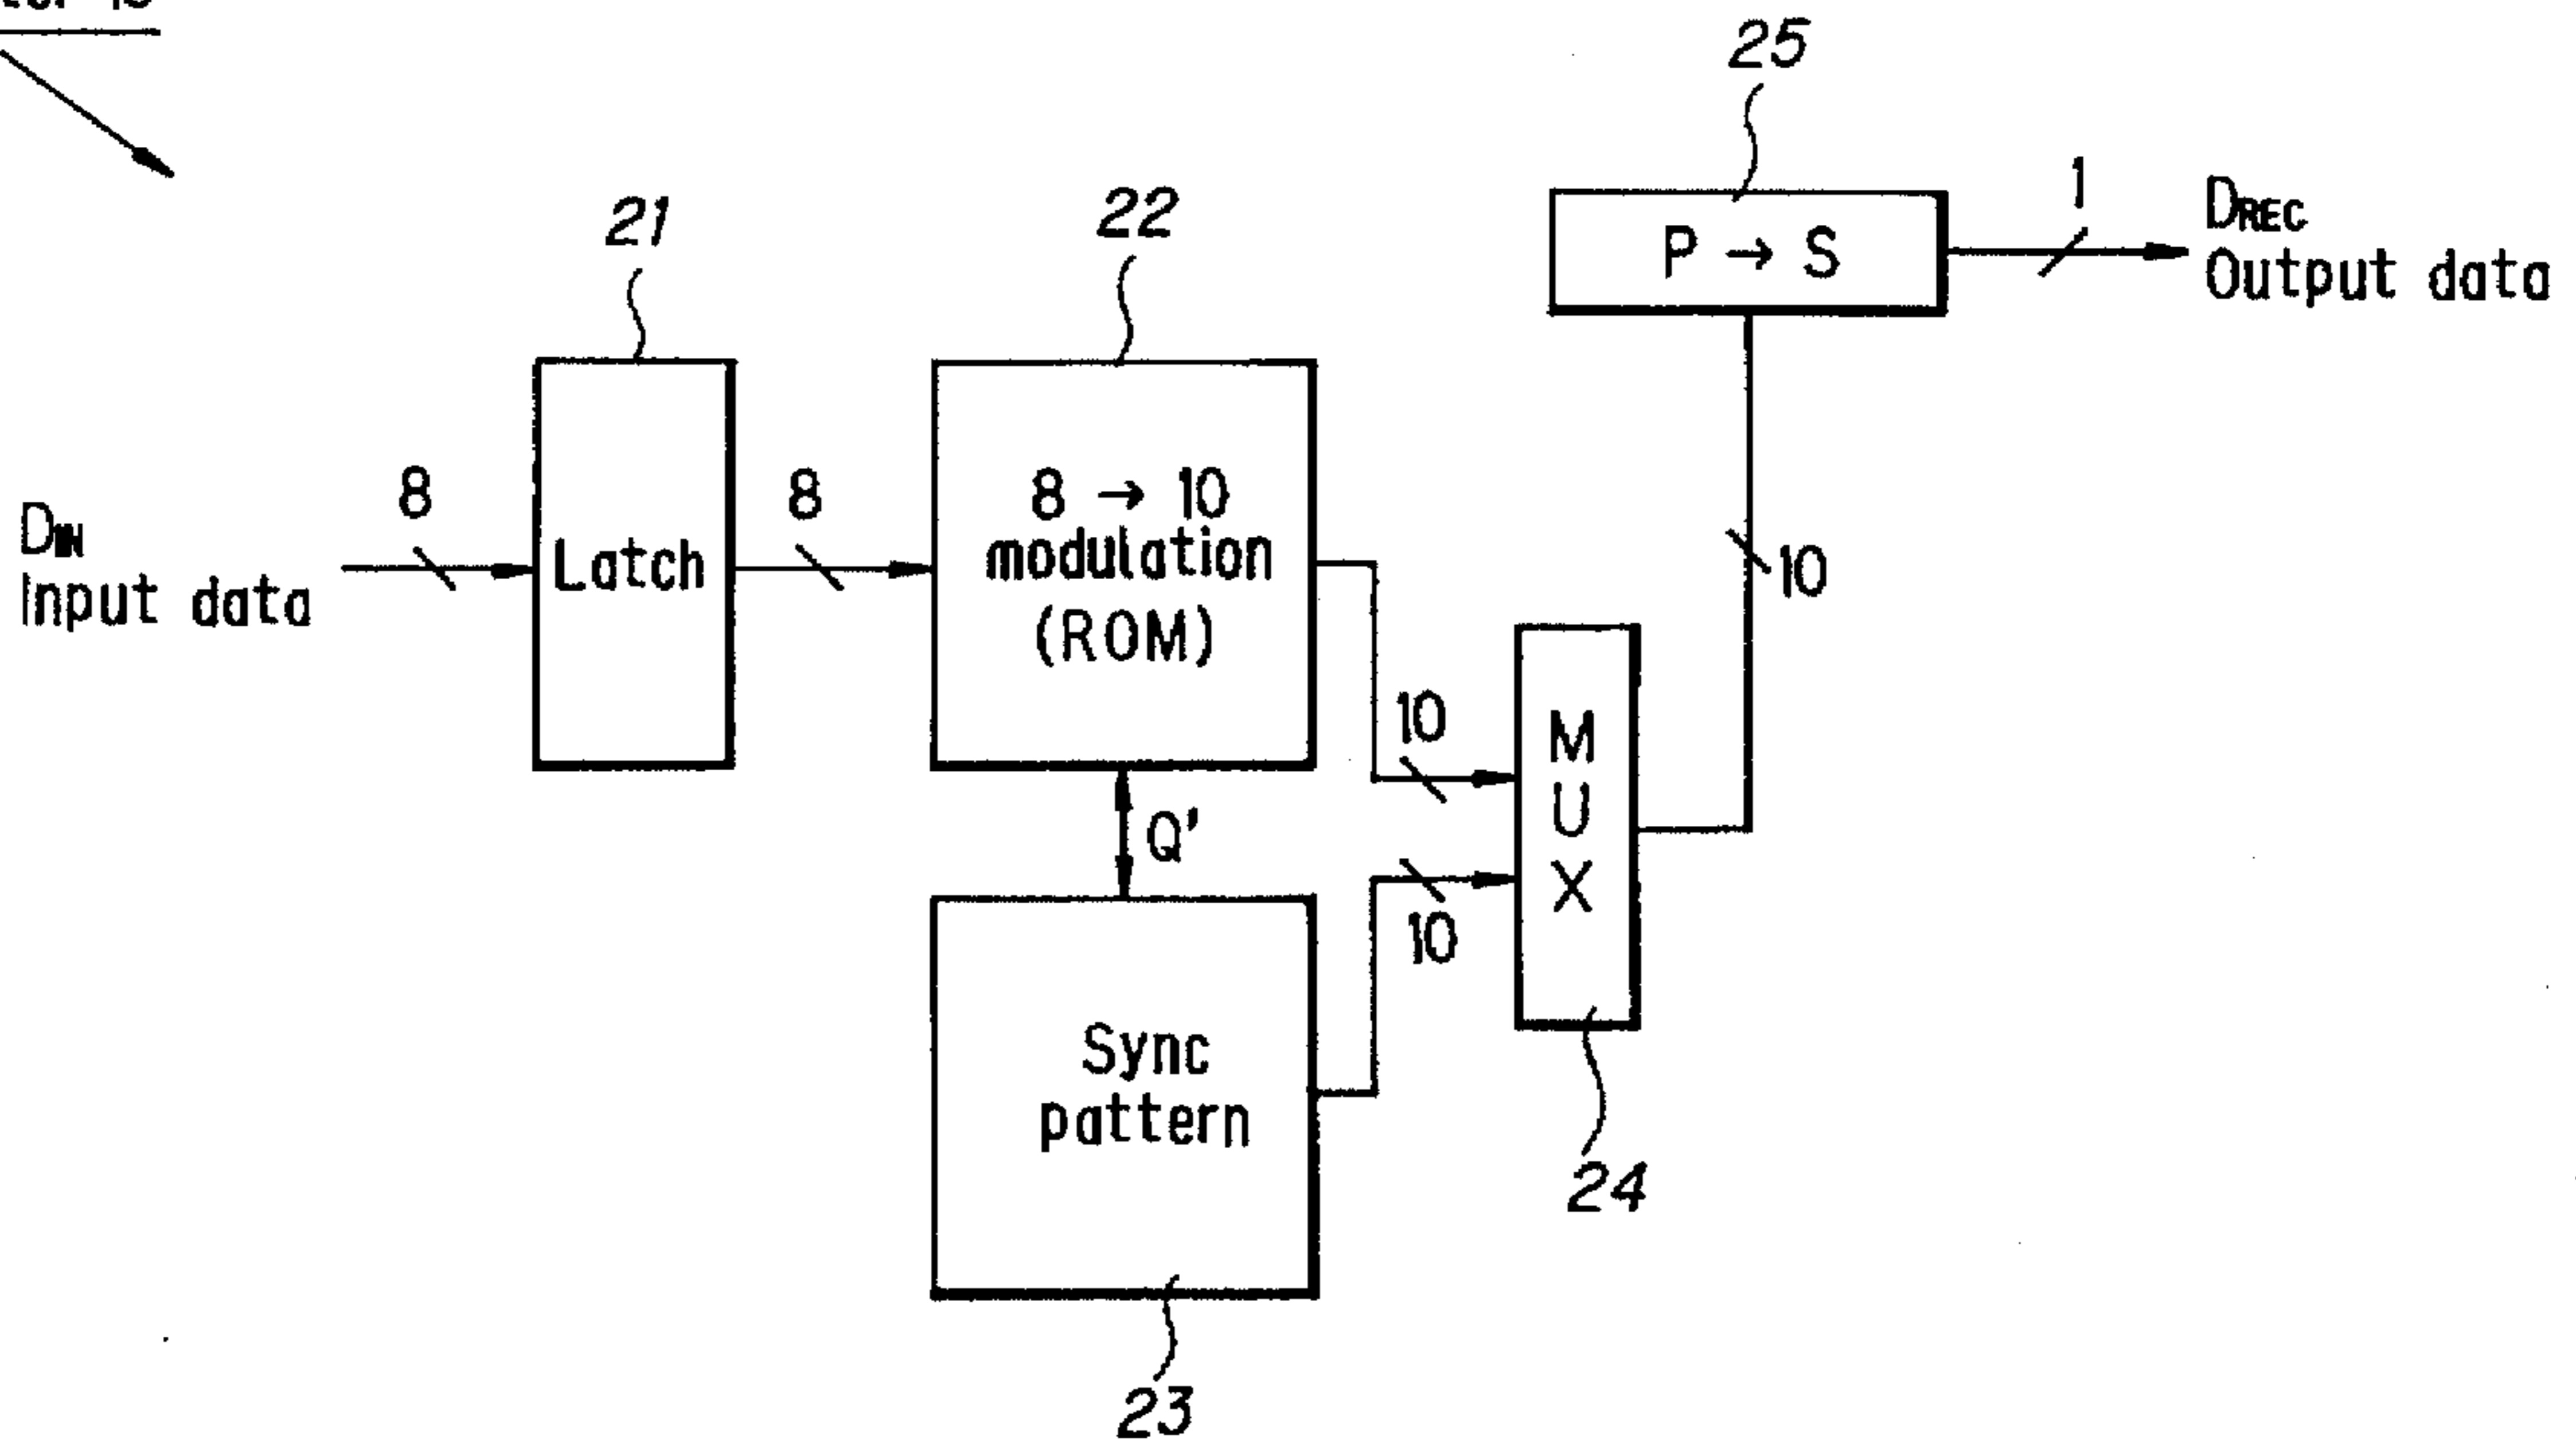 25
1
DREC
Output data
P → S
21
22
8
8
DIN
Input data
Latch
8 → 10
modulation
(ROM)
10
10
Q'
10
MUX
Sync
pattern
24
23